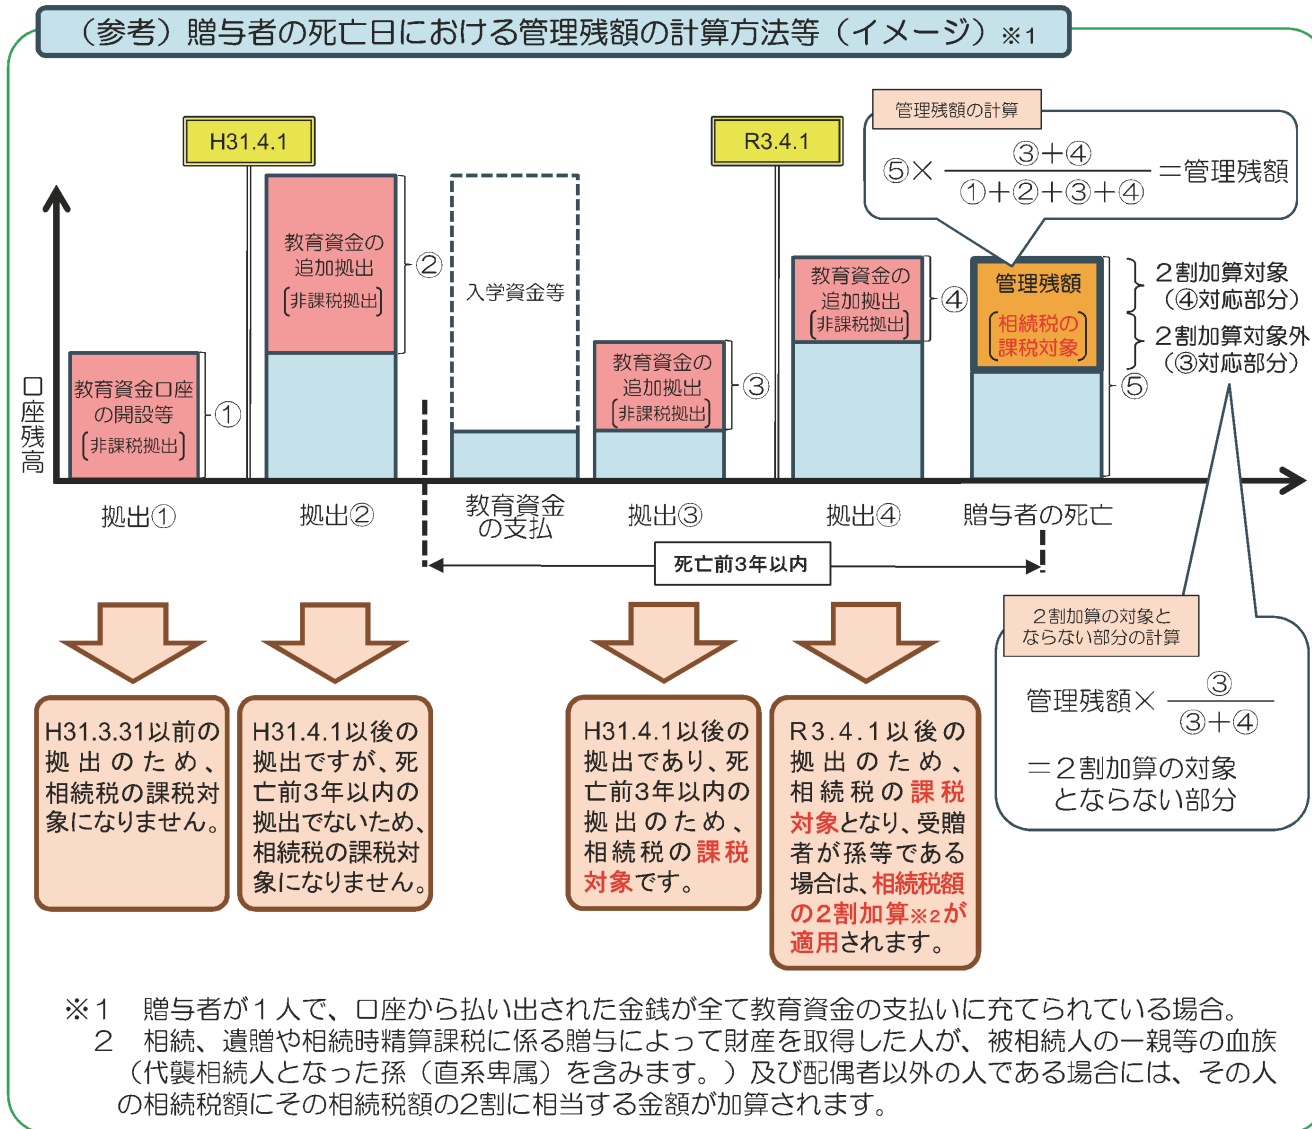 （参考）贈与者の死亡日における管理残額の計算方法等（イメージ）※1
H31.4.1
R3.4.1
管理残額の計算
⑤×
③＋④
①＋②＋③＋④
＝管理残額
口座残高
教育資金口座
の開設等
〔非課税拠出〕
①
教育資金の
追加拠出
〔非課税拠出〕
②
入学資金等
教育資金の
追加拠出
〔非課税拠出〕
③
教育資金の
追加拠出
〔非課税拠出〕
④
管理残額
〔相続税の
課税対象〕
⑤
２割加算対象
（④対応部分）
２割加算対象外
（③対応部分）
拠出①
拠出②
教育資金
の支払
拠出③
拠出④
贈与者の死亡
死亡前3年以内
２割加算の対象と
ならない部分の計算
管理残額×
③
③＋④
＝２割加算の対象
とならない部分
H31.3.31以前の
拠出のため、
相続税の課税対
象になりません。
H31.4.1以後の
拠出ですが、死
亡前3年以内の
拠出でないため、
相続税の課税対
象になりません。
H31.4.1以後の
拠出であり、死
亡前3年以内の
拠出のため、
相続税の課税
対象です。
R3.4.1以後の
拠出のため、
相続税の課税
対象となり、受贈
者が孫等である
場合は、相続税額
の2割加算※2が
適用されます。
※１　贈与者が１人で、口座から払い出された金銭が全て教育資金の支払いに充てられている場合。
２　相続、遺贈や相続時精算課税に係る贈与によって財産を取得した人が、被相続人の一親等の血族
（代襲相続人となった孫（直系卑属）を含みます。）及び配偶者以外の人である場合には、その人
の相続税額にその相続税額の2割に相当する金額が加算されます。